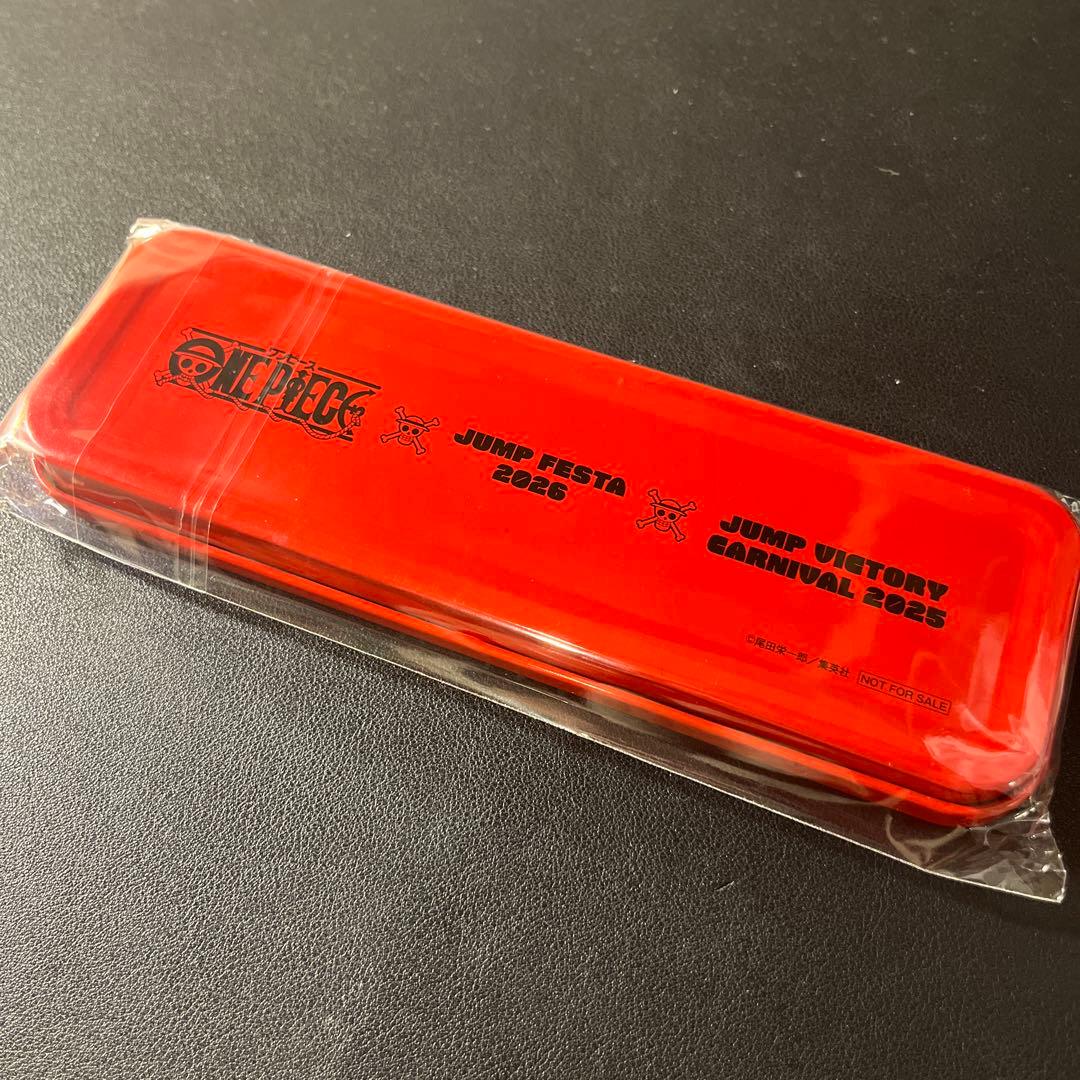 ワンピース
ONE PIECE
JUMP FESTA
2026
JUMP VICTORY
CARNIVAL 2025
©尾田栄一郎／集英社 NOT FOR SALE